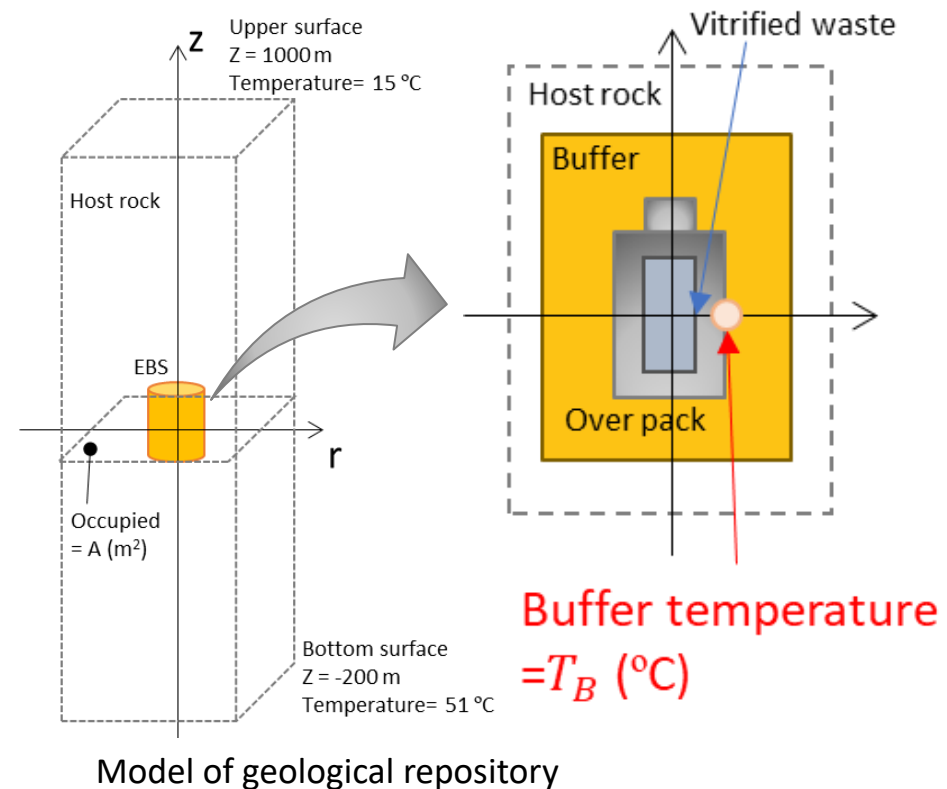 Z
Upper surface
Z = 1000 m
Temperature= 15 °C
Host rock
EBS
r
Occupied
= A (m²)
Bottom surface
Z = -200 m
Temperature= 51 °C
Vitrified waste
Host rock
Buffer
Over pack
Buffer temperature
=T_B (°C)
Model of geological repository